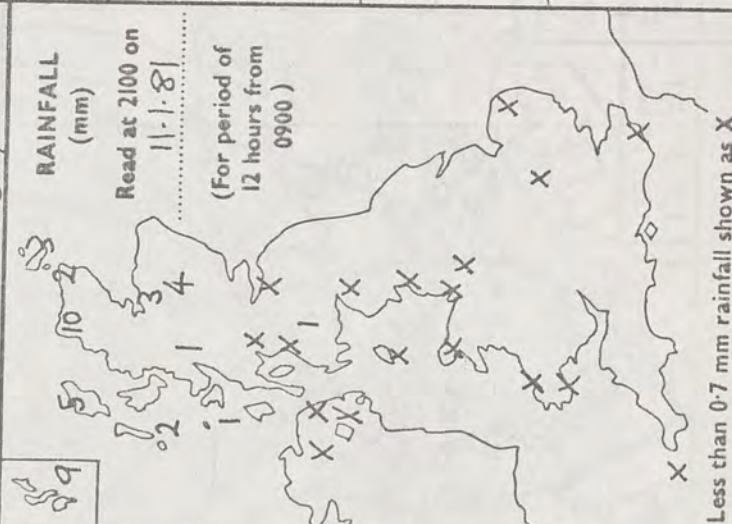 RAINFALL
(mm)
Read at 2100 on
11·1·81
(For period of
12 hours from
0900)
9
3
5 10 2
3
2 1 4
1
X X
X X 1
X X X
X X
X X X
X X
X X
X
X
Less than 0·7 mm rainfall shown as X